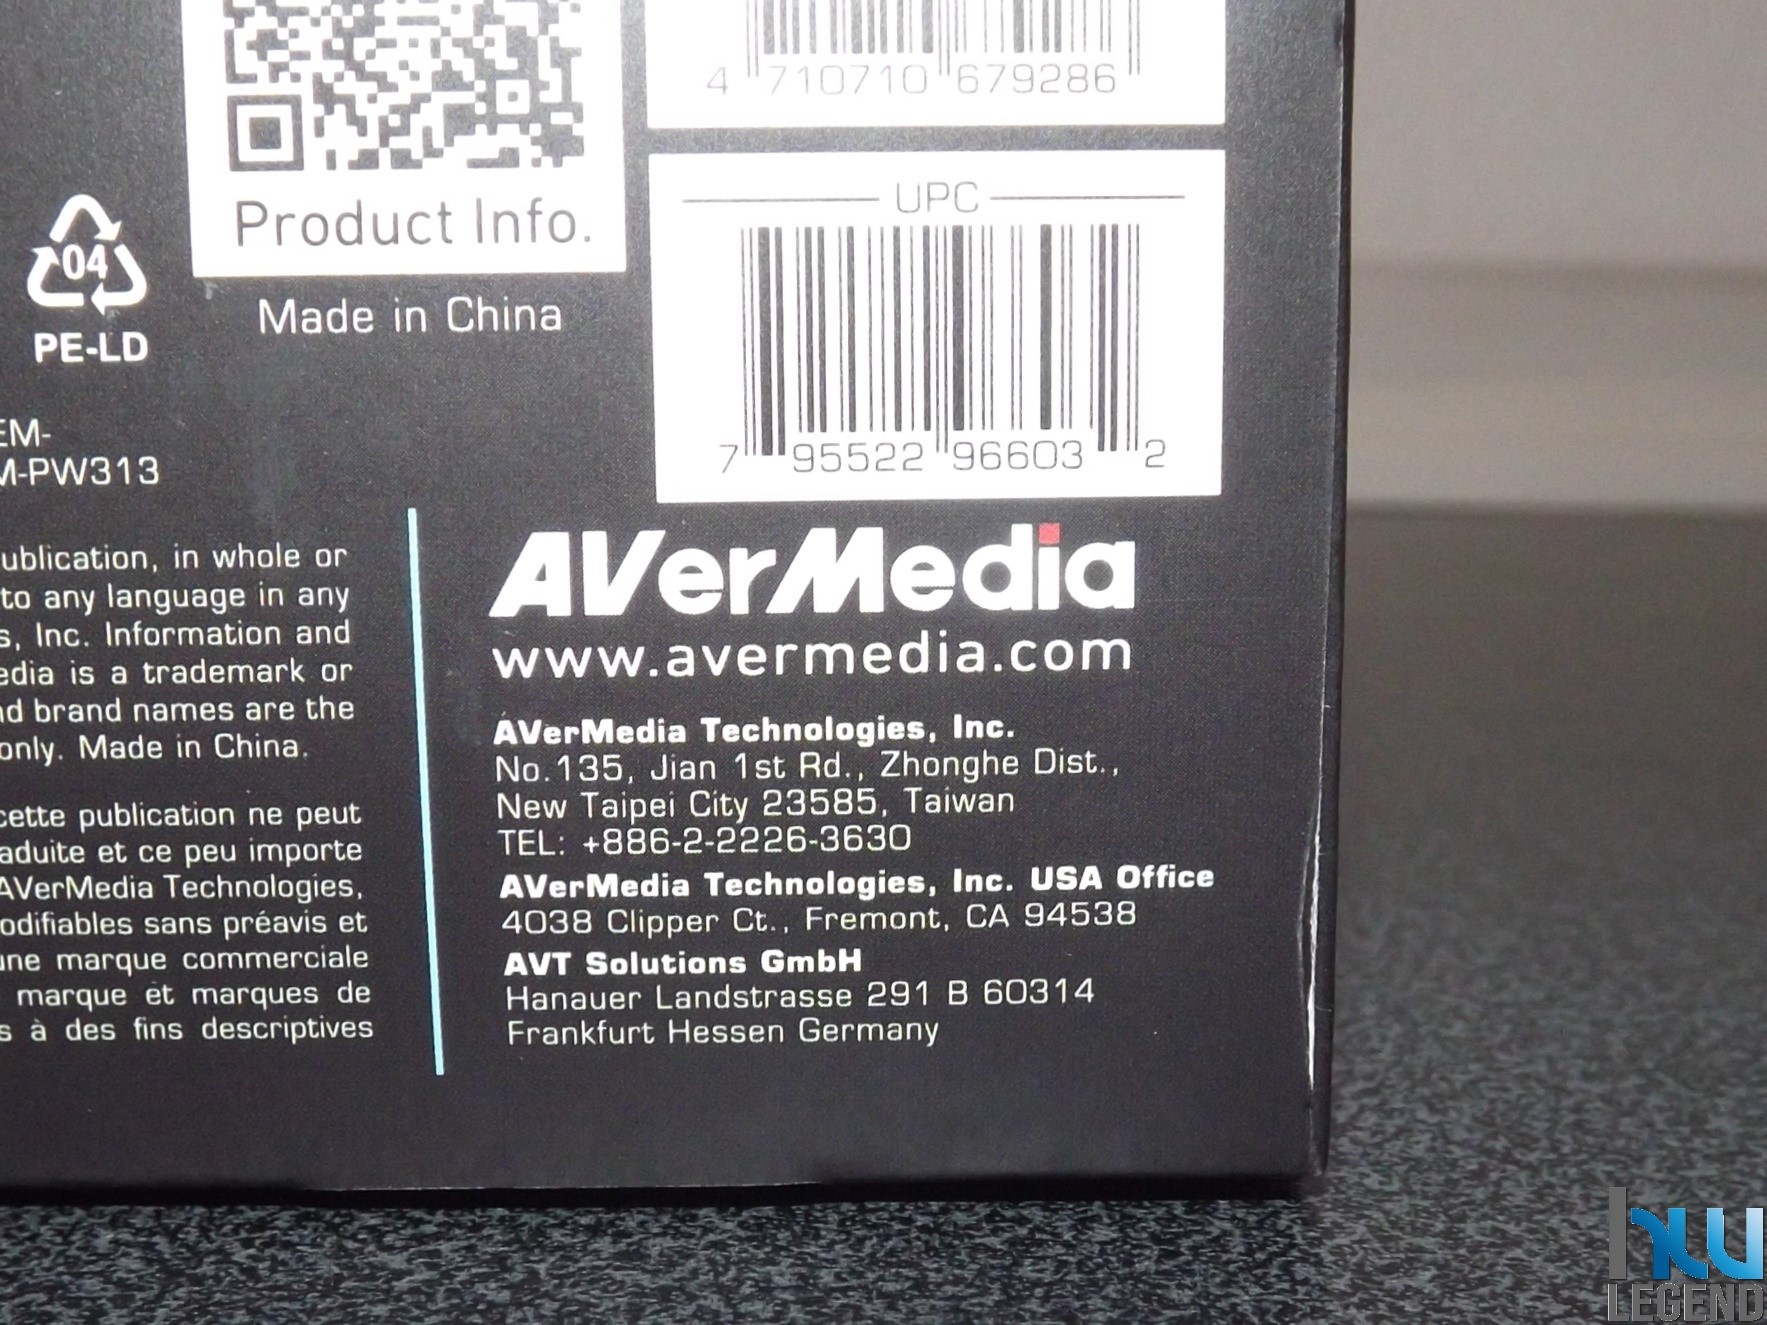 4 710710 679286
Product Info.
Made in China
04
PE-LD
UPC
7 95522 96603 2
EM-
M-PW313
ublication, in whole or
to any language in any
s, Inc. Information and
edia is a trademark or
nd brand names are the
only. Made in China.
cette publication ne peut
aduite et ce peu importe
AVerMedia Technologies,
odifiables sans préavis et
une marque commerciale
marque et marques de
s à des fins descriptives
AVerMedia
www.avermedia.com
AVerMedia Technologies, Inc.
No.135, Jian 1st Rd., Zhonghe Dist.,
New Taipei City 23585, Taiwan
TEL: +886-2-2226-3630
AVerMedia Technologies, Inc. USA Office
4038 Clipper Ct., Fremont, CA 94538
AVT Solutions GmbH
Hanauer Landstrasse 291 B 60314
Frankfurt Hessen Germany
hw
LEGEND